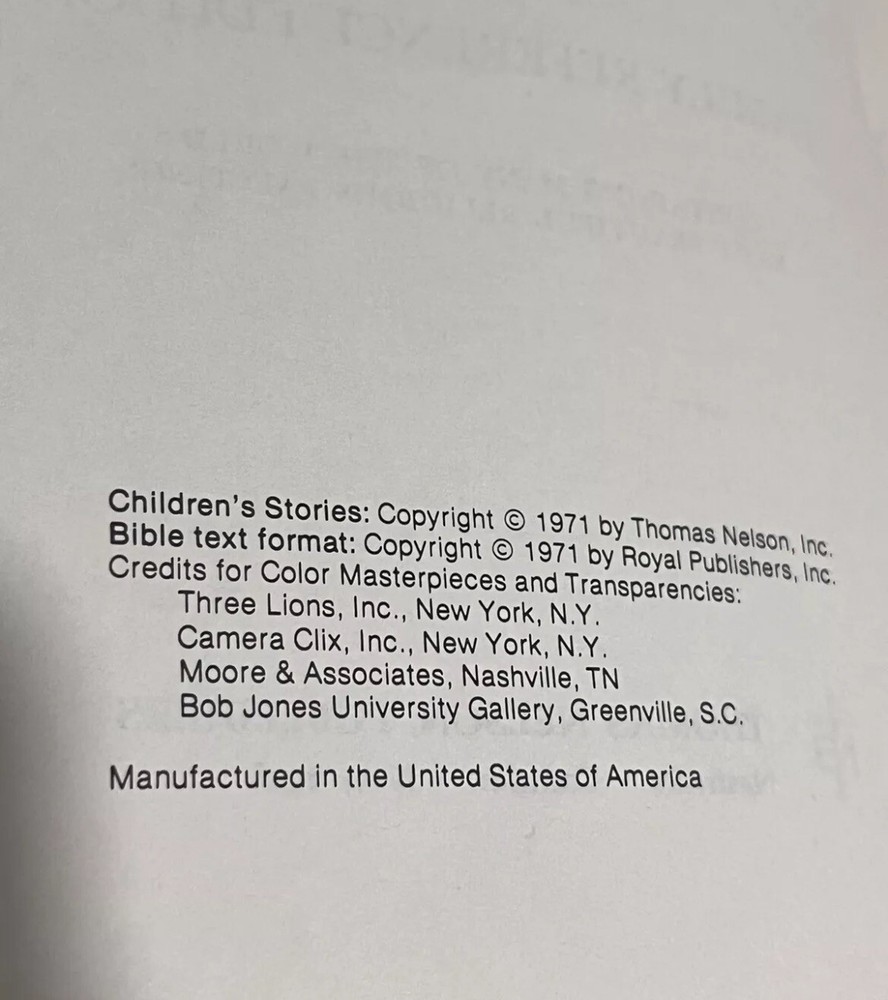 Children's Stories: Copyright © 1971 by Thomas Nelson, Inc.
Bible text format: Copyright © 1971 by Royal Publishers, Inc.
Credits for Color Masterpieces and Transparencies:
Three Lions, Inc., New York, N.Y.
Camera Clix, Inc., New York, N.Y.
Moore & Associates, Nashville, TN
Bob Jones University Gallery, Greenville, S.C.
Manufactured in the United States of America